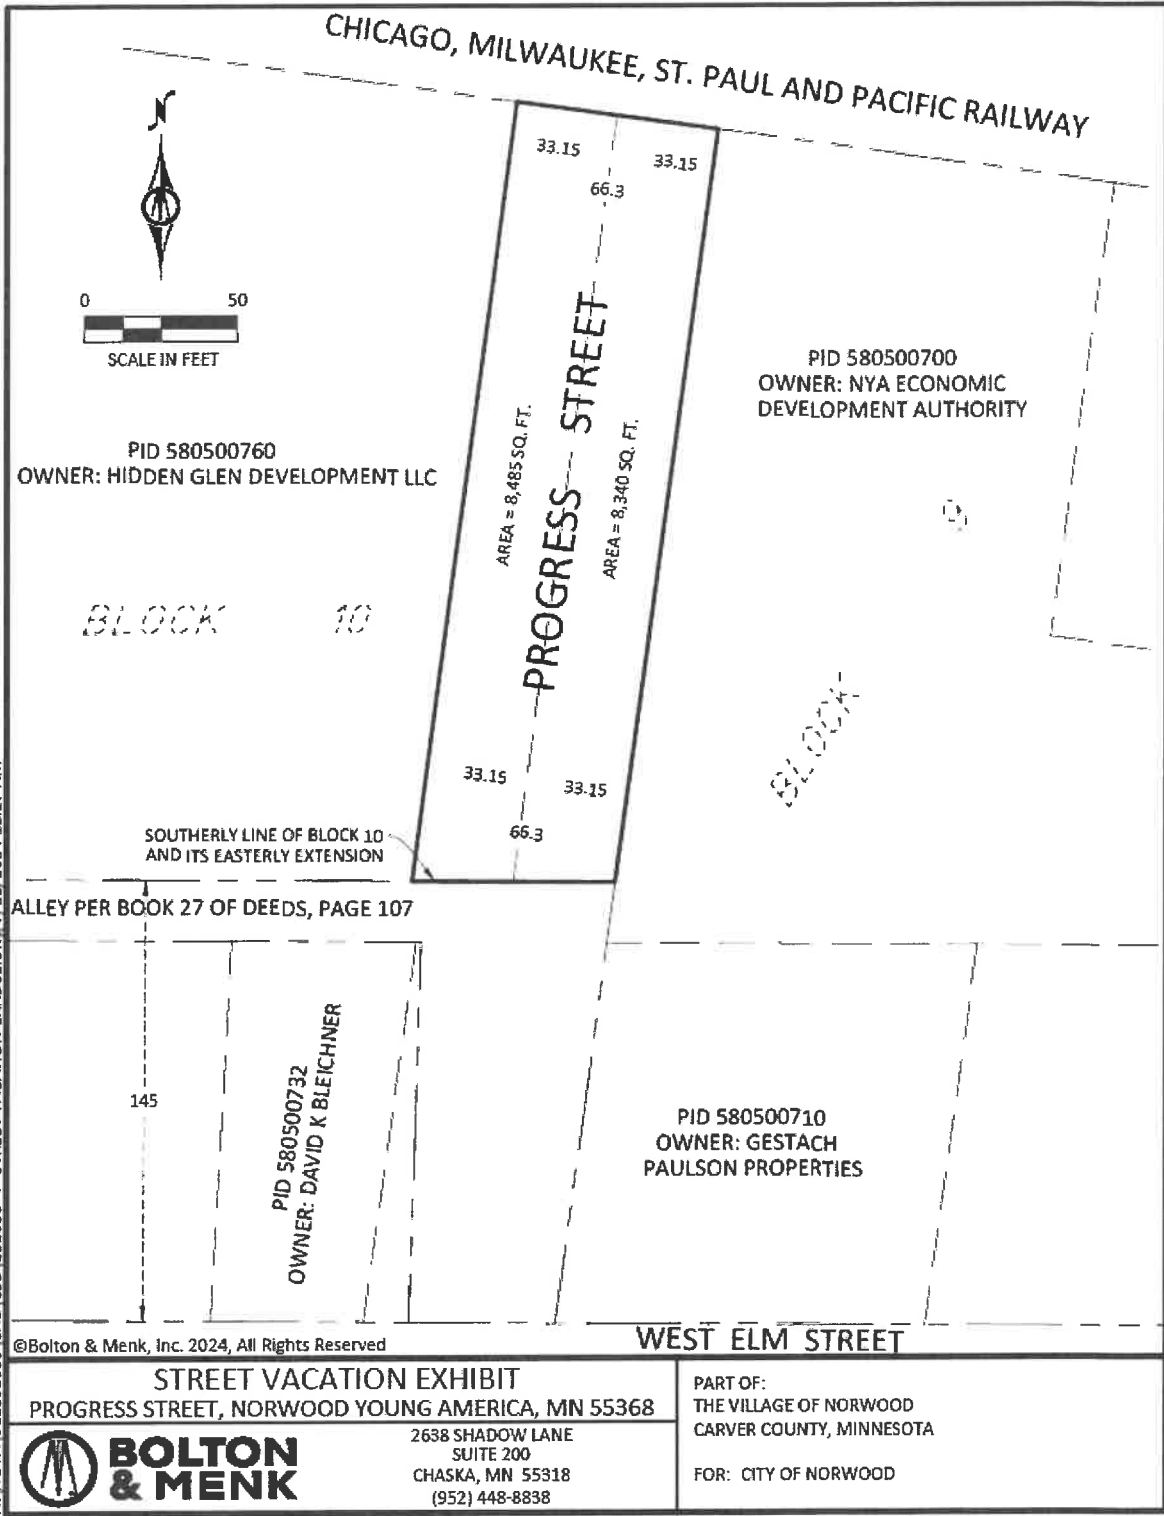 CHICAGO, MILWAUKEE, ST. PAUL AND PACIFIC RAILWAY
N
33.15
33.15
66.3
0 50
SCALE IN FEET
PID 580500700
OWNER: NYA ECONOMIC
DEVELOPMENT AUTHORITY
PID 580500760
OWNER: HIDDEN GLEN DEVELOPMENT LLC
AREA = 8,485 SQ. FT.
PROGRESS STREET
AREA = 8,340 SQ. FT.
9
BLOCK 10
BLOCK
33.15
33.15
66.3
SOUTHERLY LINE OF BLOCK 10
AND ITS EASTERLY EXTENSION
ALLEY PER BOOK 27 OF DEEDS, PAGE 107
145
PID 580500732
OWNER: DAVID K BLEICHNER
PID 580500710
OWNER: GESTACH
PAULSON PROPERTIES
©Bolton & Menk, Inc. 2024, All Rights Reserved
WEST ELM STREET
STREET VACATION EXHIBIT
PROGRESS STREET, NORWOOD YOUNG AMERICA, MN 55368
BOLTON
& MENK
2638 SHADOW LANE
SUITE 200
CHASKA, MN 55318
(952) 448-8838
PART OF:
THE VILLAGE OF NORWOOD
CARVER COUNTY, MINNESOTA
FOR: CITY OF NORWOOD